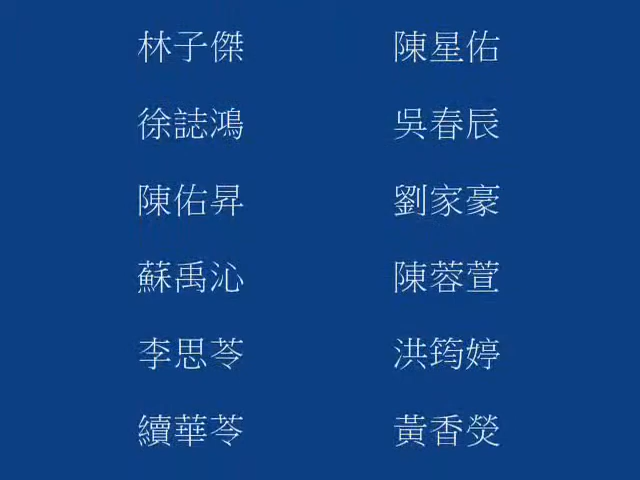 林子傑 陳星佑
徐誌鴻 吳春辰
陳佑昇 劉家豪
蘇禹沁 陳蓉萱
李思苓 洪筠婷
續華苓 黃香熒